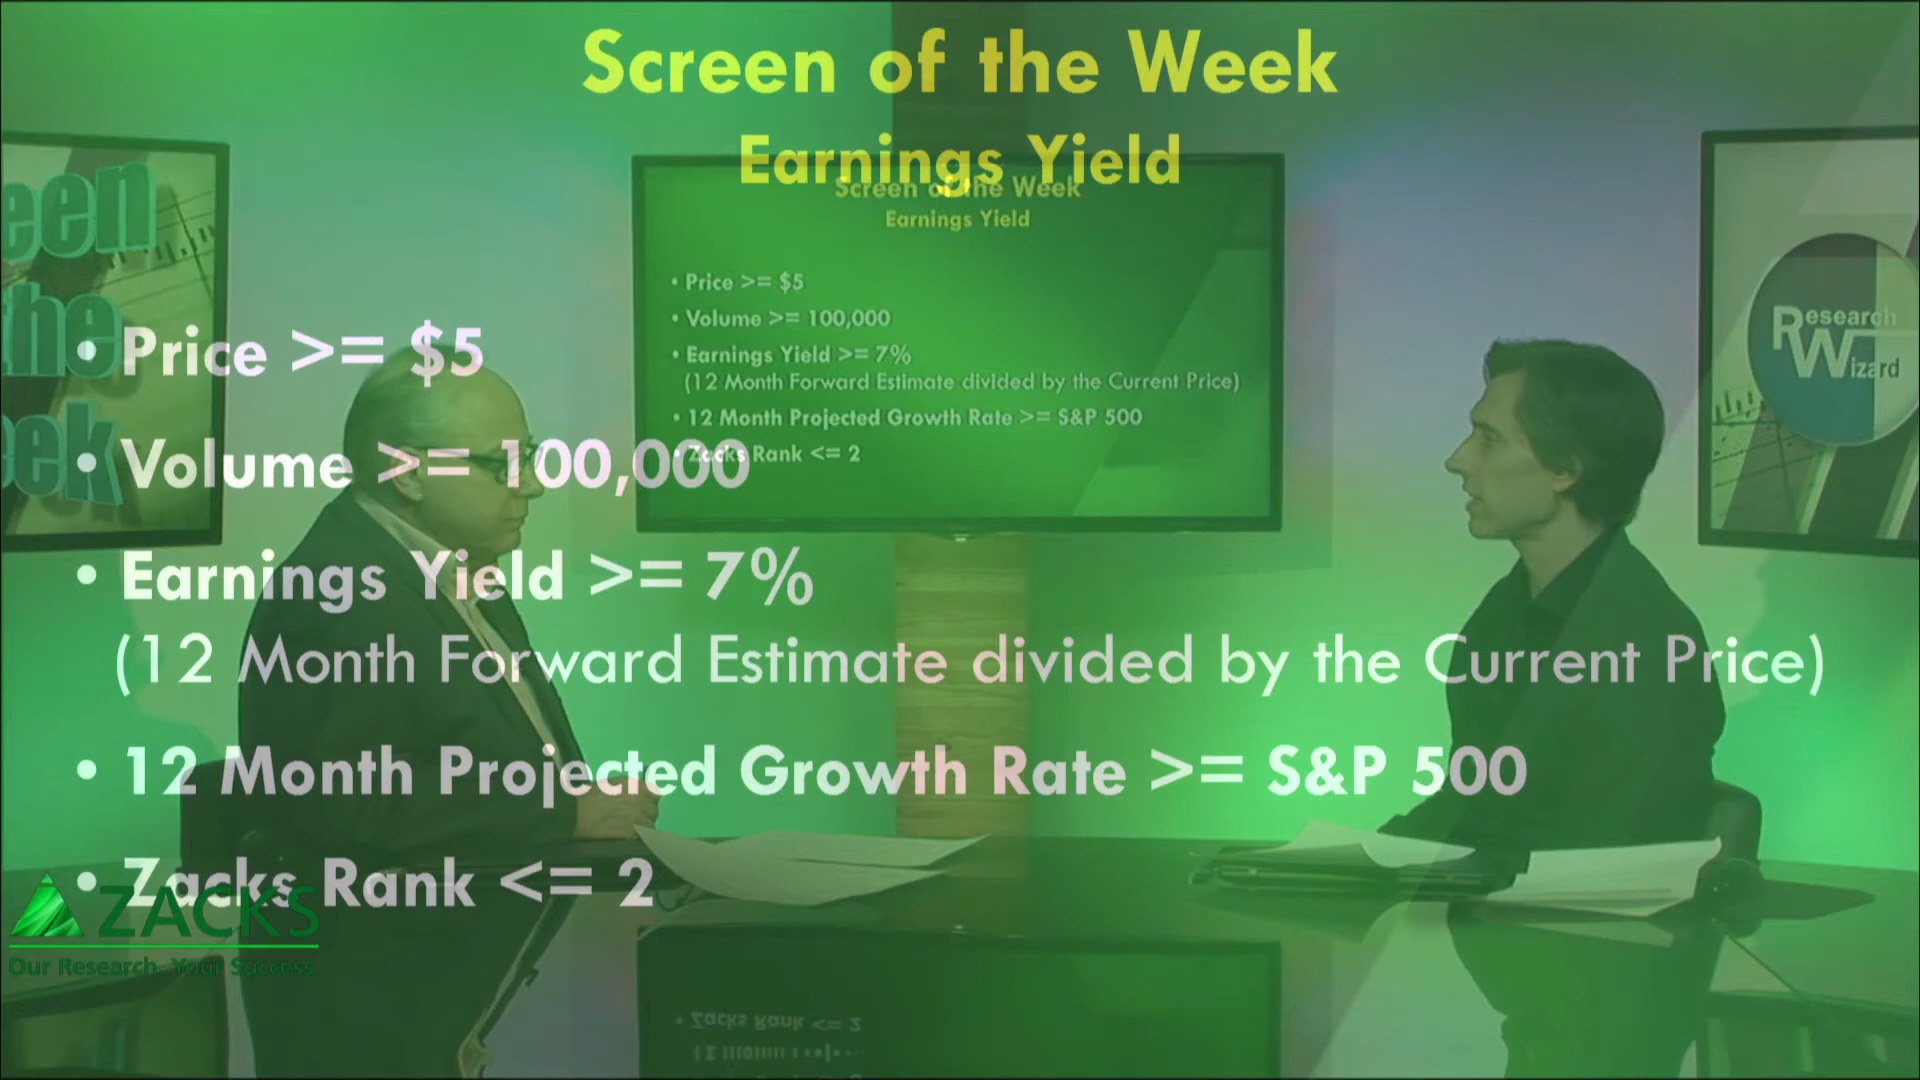 Screen of the Week
Earnings Yield
• Price >= $5
• Volume >= 100,000
• Earnings Yield >= 7%
(12 Month Forward Estimate divided by the Current Price)
• 12 Month Projected Growth Rate >= S&P 500
• Zacks Rank <= 2
Screen of the Week
Earnings Yield
• Price >= $5
• Volume >= 100,000
• Earnings Yield >= 7%
(12 Month Forward Estimate divided by the Current Price)
• 12 Month Projected Growth Rate >= S&P 500
• Zacks Rank <= 2
een
the
eek
Research
Wizard
ZACKS
Our Research. Your Success.